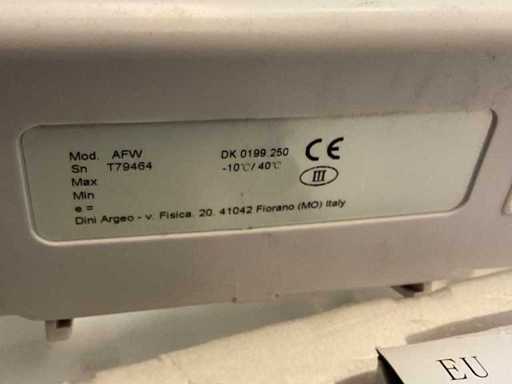 Mod. AFW DK 0199.250 CE
Sn T79464 -10°C/ 40°C
Max III
Min
e =
Dini Argeo - v. Fisica. 20. 41042 Fiorano (MO) Italy
EU